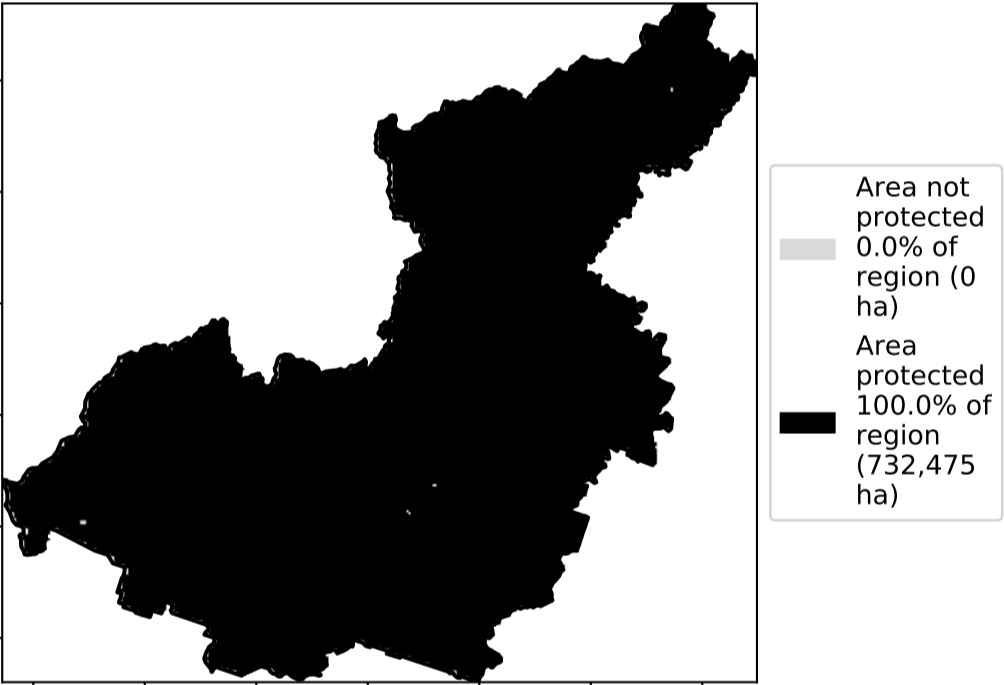 Area not
protected
0.0% of
region (0
ha)
Area
protected
100.0% of
region
(732,475
ha)